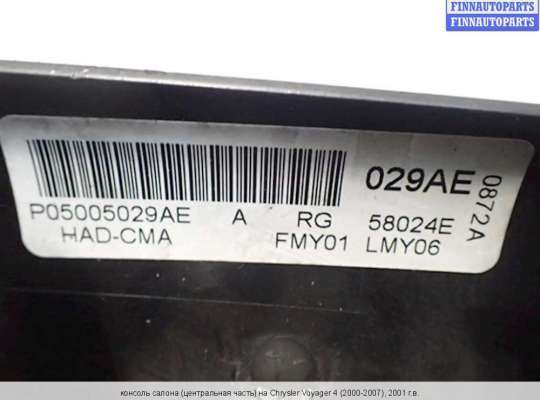 FINNAUTOPARTS
FINNAUTOPARTS
P05005029AE A RG 58024E
029AE
0872A
HAD-CMA FMY01 LMY06
консоль салона (центральная часть) на Chrysler Voyager 4 (2000-2007), 2001 г.в.